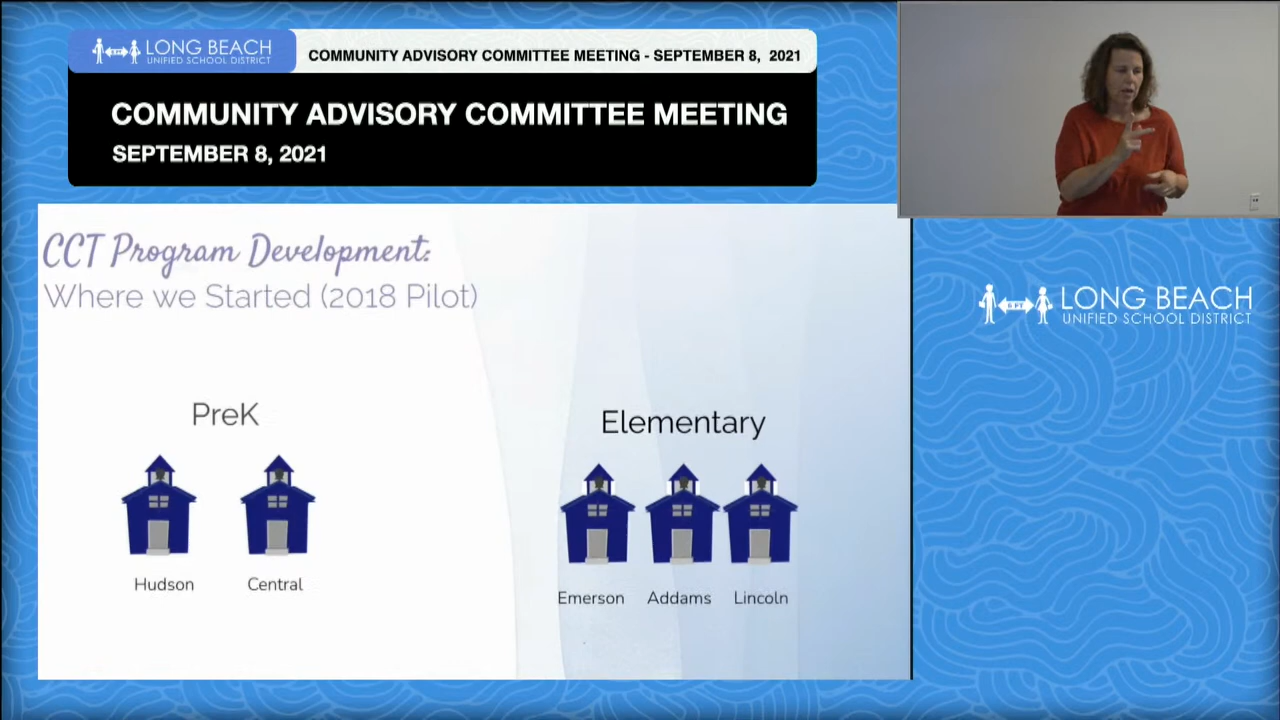 LONG BEACH
UNIFIED SCHOOL DISTRICT
COMMUNITY ADVISORY COMMITTEE MEETING - SEPTEMBER 8, 2021
COMMUNITY ADVISORY COMMITTEE MEETING
SEPTEMBER 8, 2021
CCT Program Development:
Where we Started (2018 Pilot)
PreK
Elementary
Hudson
Central
Emerson
Addams
Lincoln
6 FT
LONG BEACH
UNIFIED SCHOOL DISTRICT